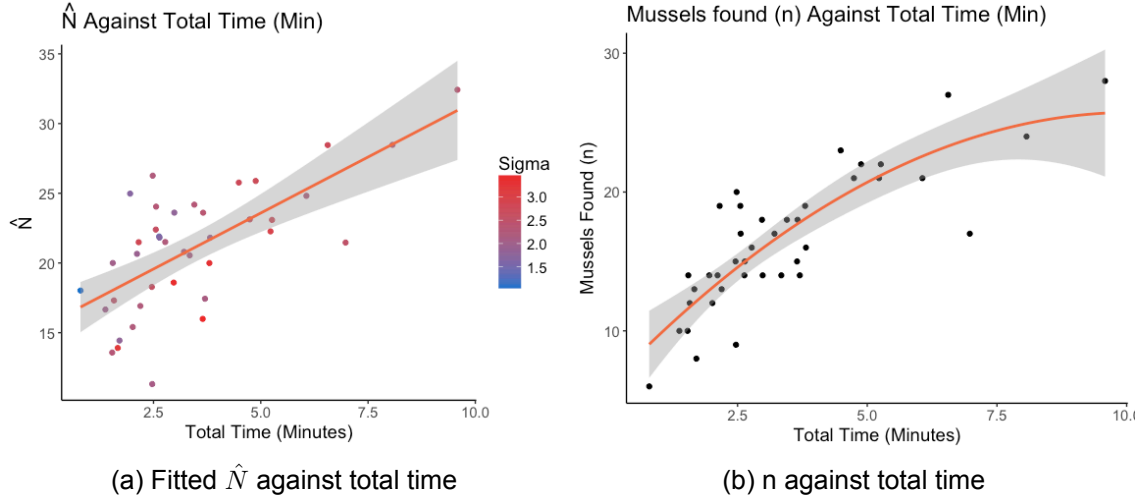 N̂ Against Total Time (Min)
35
30
25
20
15
N̂
2.5 5.0 7.5 10.0
Total Time (Minutes)
Sigma
3.0
2.5
2.0
1.5
(a) Fitted N̂ against total time
Mussels found (n) Against Total Time (Min)
30
20
10
Mussels Found (n)
2.5 5.0 7.5 10.0
Total Time (Minutes)
(b) n against total time